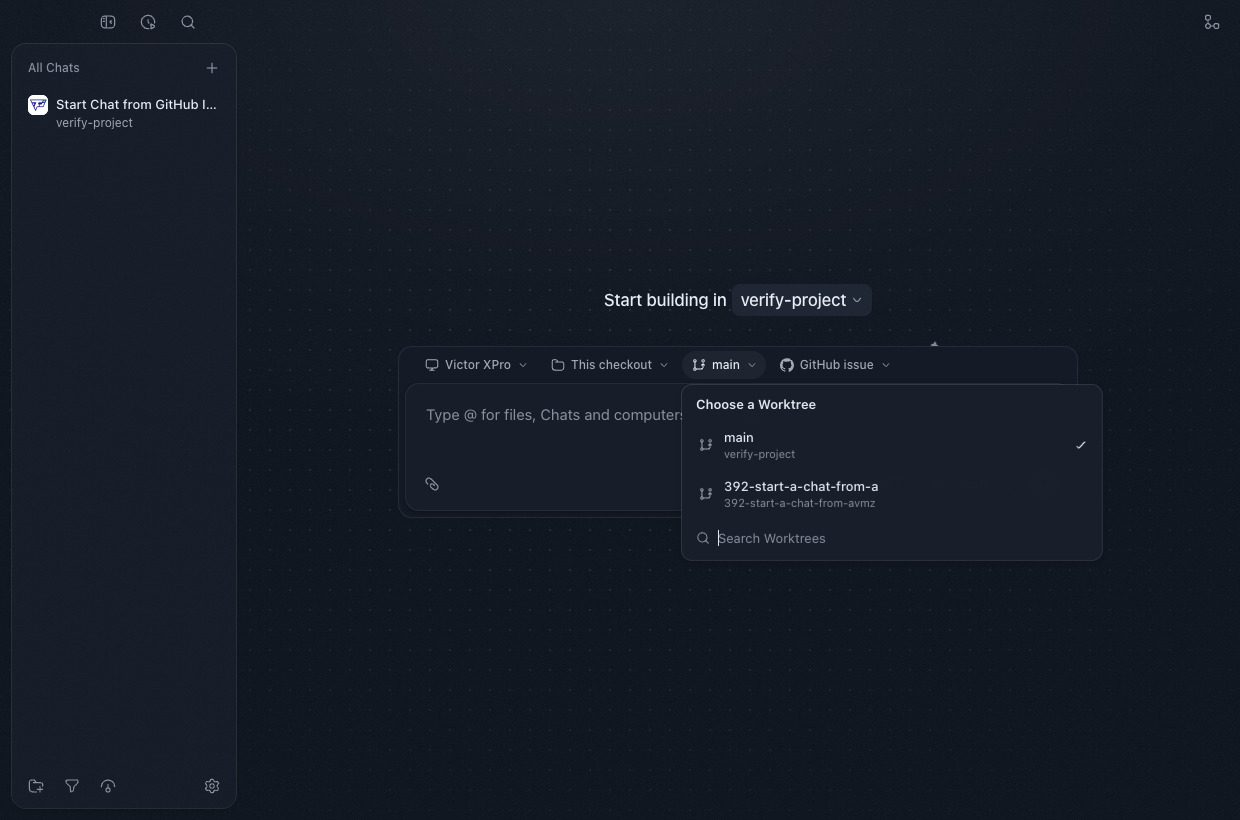 All Chats
Start Chat from GitHub I...
verify-project
Start building in verify-project
Victor XPro
This checkout
main
GitHub issue
Type @ for files, Chats and computers
Choose a Worktree
main
verify-project
392-start-a-chat-from-a
392-start-a-chat-from-avmz
Search Worktrees